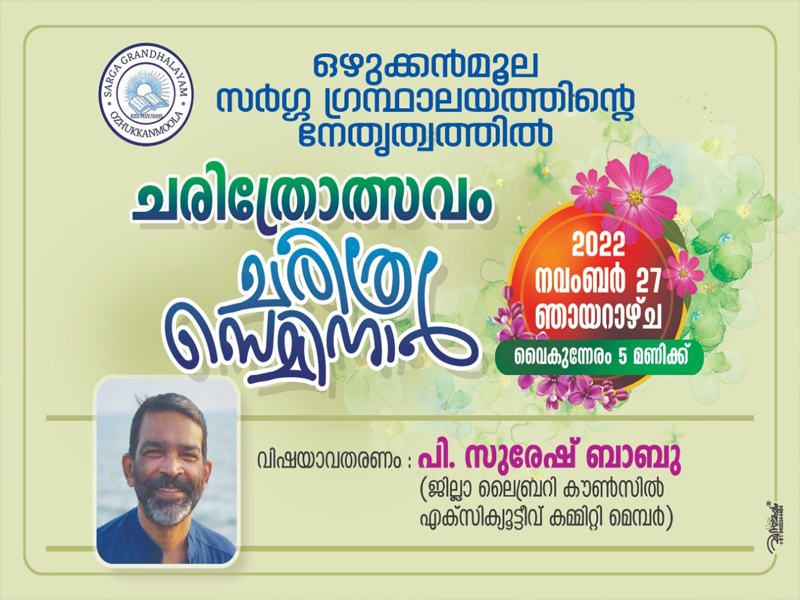 SARGA GRANDHALAYAM
OZHUKKANMOOLA
ഒഴുക്കൻമൂല
സർഗ്ഗ ഗ്രന്ഥാലയത്തിന്റെ
നേതൃത്വത്തിൽ
ചരിത്രോത്സവം
ചരിത്ര
സെമിനാർ
2022
നവംബർ 27
ഞായറാഴ്ച
വൈകുന്നേരം 5 മണിക്ക്
വിഷയാവതരണം : പി. സുരേഷ് ബാബു
(ജില്ലാ ലൈബ്രറി കൗൺസിൽ
എക്സിക്യൂട്ടീവ് കമ്മിറ്റി മെമ്പർ)